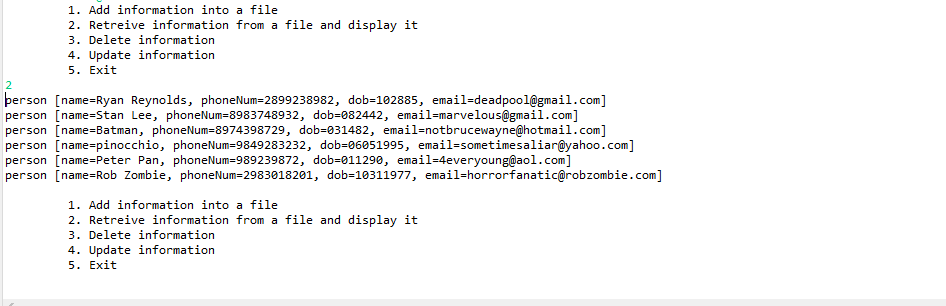 1. Add information into a file
2. Retreive information from a file and display it
3. Delete information
4. Update information
5. Exit
2
person [name=Ryan Reynolds, phoneNum=2899238982, dob=102885, email=deadpool@gmail.com]
person [name=Stan Lee, phoneNum=8983748932, dob=082442, email=marvelous@gmail.com]
person [name=Batman, phoneNum=8974398729, dob=031482, email=notbrucewayne@hotmail.com]
person [name=pinocchio, phoneNum=9849283232, dob=06051995, email=sometimesaliar@yahoo.com]
person [name=Peter Pan, phoneNum=989239872, dob=011290, email=4everyoung@aol.com]
person [name=Rob Zombie, phoneNum=2983018201, dob=10311977, email=horrorfanatic@robzombie.com]
1. Add information into a file
2. Retreive information from a file and display it
3. Delete information
4. Update information
5. Exit